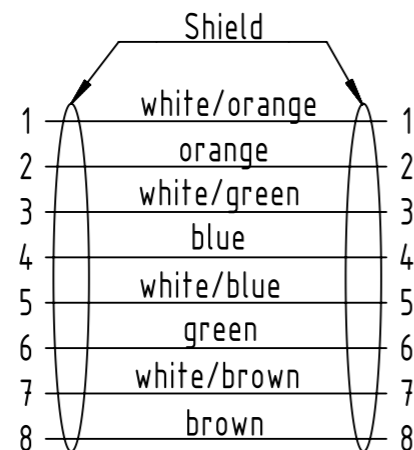 Shield
1 white/orange 1
2 orange 2
3 white/green 3
4 blue 4
5 white/blue 5
6 green 6
7 white/brown 7
8 brown 8